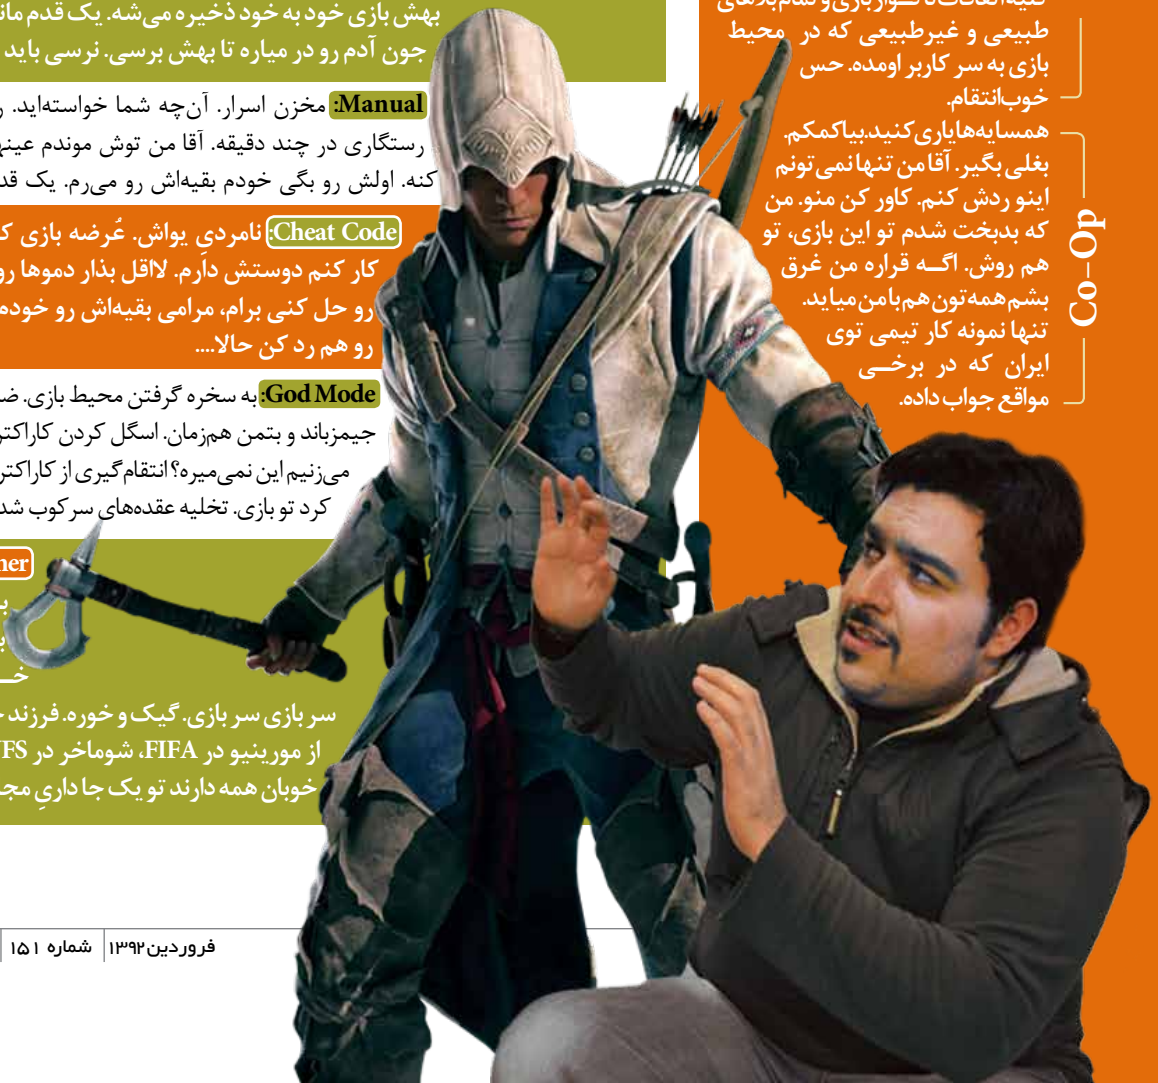 کلیه اتفاقات ناگوار بازی و تمام بلاهای
طبیعی و غیرطبیعی که در محیط
بازی به سر کاربر اومده. حس
خوب‌انتقام.
Co-Op
همسایه‌ها یاری کنید. بیا کمکم.
بغلی بگیر. آقا من تنها نمی‌تونم
اینو ردش کنم. کاور کن منو. من
که بدبخت شدم تو این بازی، تو
هم روش. اگه قراره من غرق
بشم همه‌تون هم با من میاید.
تنها نمونه کار تیمی توی
ایران که در برخی
مواقع جواب داده.
بهش بازی خود به خود ذخیره می‌شه. یک قدم
جون آدم رو در میاره تا بهش برسی. نرسی باید
Manual: مخزن اسرار. آن‌چه شما خواسته‌اید.
رستگاری در چند دقیقه. آقا من توش موندم
کنه. اولش رو بگی خودم بقیه‌اش رو می‌رم. یک
Cheat Code: نامردیِ یواش. عُرضه بازی
کار کنم دوستش دارم. لااقل بذار دموها رو
رو حل کنی برام، مرامی بقیه‌اش رو خودم
رو هم رد کن حالا....
God Mode: به سخره گرفتن محیط بازی.
جیمزباند و بتمن هم‌زمان. اسگل کردن
می‌زنیم این نمی‌میره؟ انتقام‌گیری از
کرد تو بازی. تخلیه عقده‌های سرکوب
سر بازی سر بازی. گیک و خوره. فرزند
از مورینیو در FIFA، شوماخر در
خوبان همه دارند تو یک جا داریِ
فروردین ۱۳۹۲ | شماره ۱۵۱